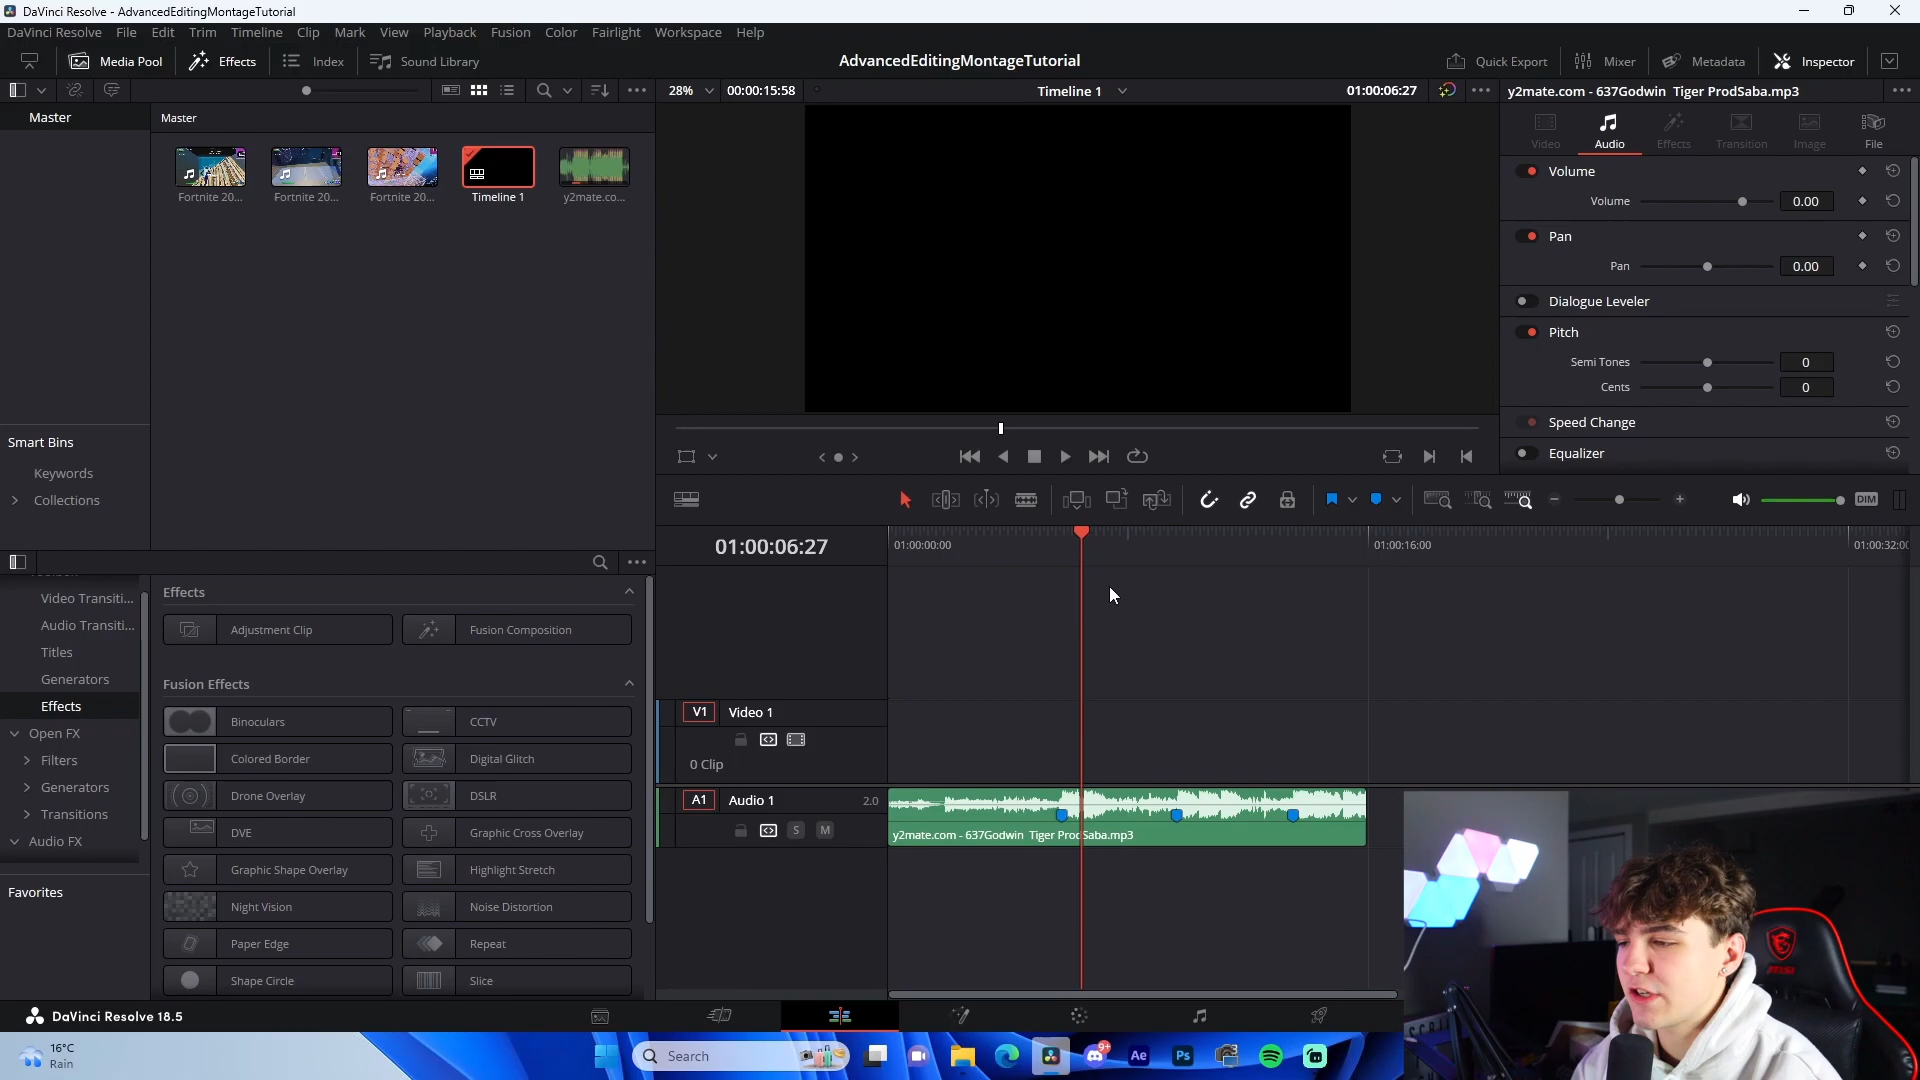 DaVinci Resolve - AdvancedEditingMontageTutorial
DaVinci Resolve File Edit Trim Timeline Clip Mark View Playback Fusion Color Fairlight Workspace Help
Media Pool Effects Index Sound Library AdvancedEditingMontageTutorial Quick Export Mixer Metadata Inspector
28% 00:00:15:58 Timeline 1 01:00:06:27 y2mate.com - 637Godwin Tiger ProdSaba.mp3
Master
Master
Fortnite 20...
Fortnite 20...
Fortnite 20...
Timeline 1
y2mate.co...
Video Audio Effects Transition Image File
Volume
Volume 0.00
Pan
Pan 0.00
Dialogue Leveler
Pitch
Semi Tones 0
Cents 0
Speed Change
Equalizer
Smart Bins
Keywords
Collections
DIM
01:00:06:27
01:00:00:00
01:00:16:00
01:00:32:00
Video Transiti...
Audio Transiti...
Titles
Generators
Effects
Open FX
Filters
Generators
Transitions
Audio FX
Favorites
Effects
Adjustment Clip
Fusion Composition
Fusion Effects
Binoculars
CCTV
Colored Border
Digital Glitch
Drone Overlay
DSLR
DVE
Graphic Cross Overlay
Graphic Shape Overlay
Highlight Stretch
Night Vision
Noise Distortion
Paper Edge
Repeat
Shape Circle
Slice
V1 Video 1
0 Clip
A1 Audio 1 2.0
S M
y2mate.com - 637Godwin Tiger ProdSaba.mp3
DaVinci Resolve 18.5
16°C
Rain
Search
9+
Ae
Ps
msi